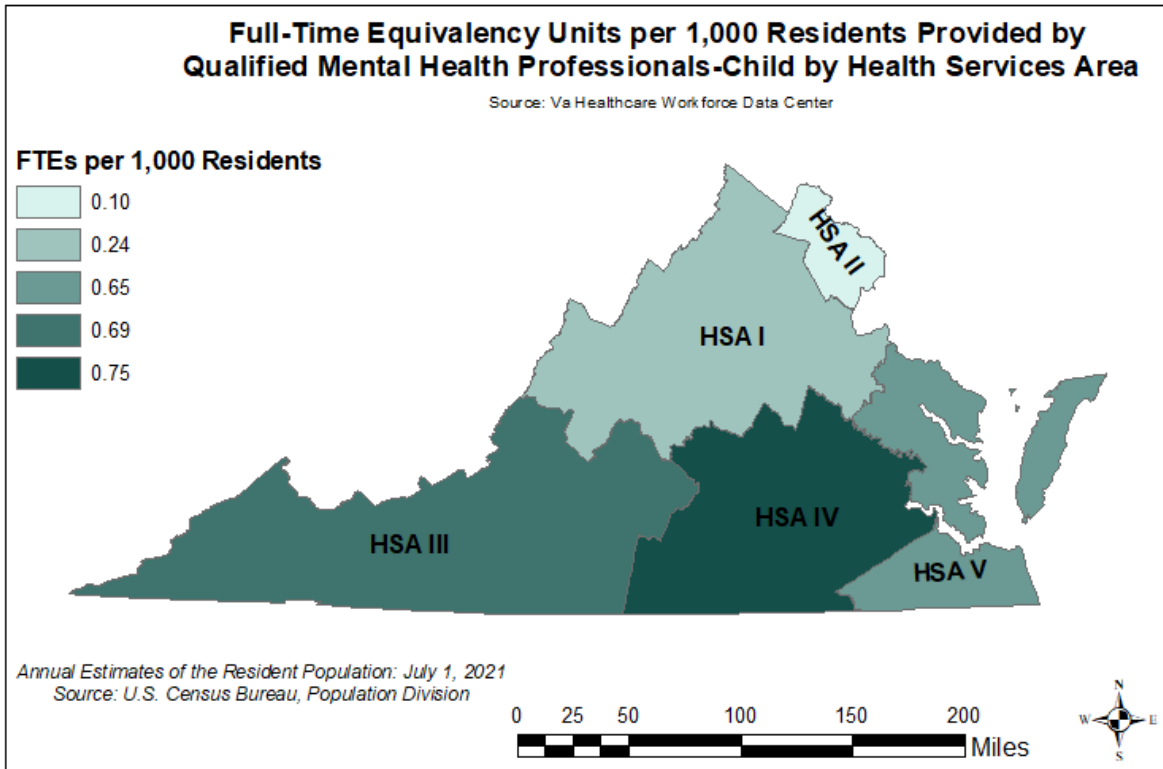 Full-Time Equivalency Units per 1,000 Residents Provided by
Qualified Mental Health Professionals-Child by Health Services Area
Source: Va Healthcare Workforce Data Center
FTEs per 1,000 Residents
0.10
0.24
0.65
0.69
0.75
HSA II
HSA I
HSA IV
HSA III
HSA V
Annual Estimates of the Resident Population: July 1, 2021
Source: U.S. Census Bureau, Population Division
0 25 50 100 150 200
Miles
N
W E
S